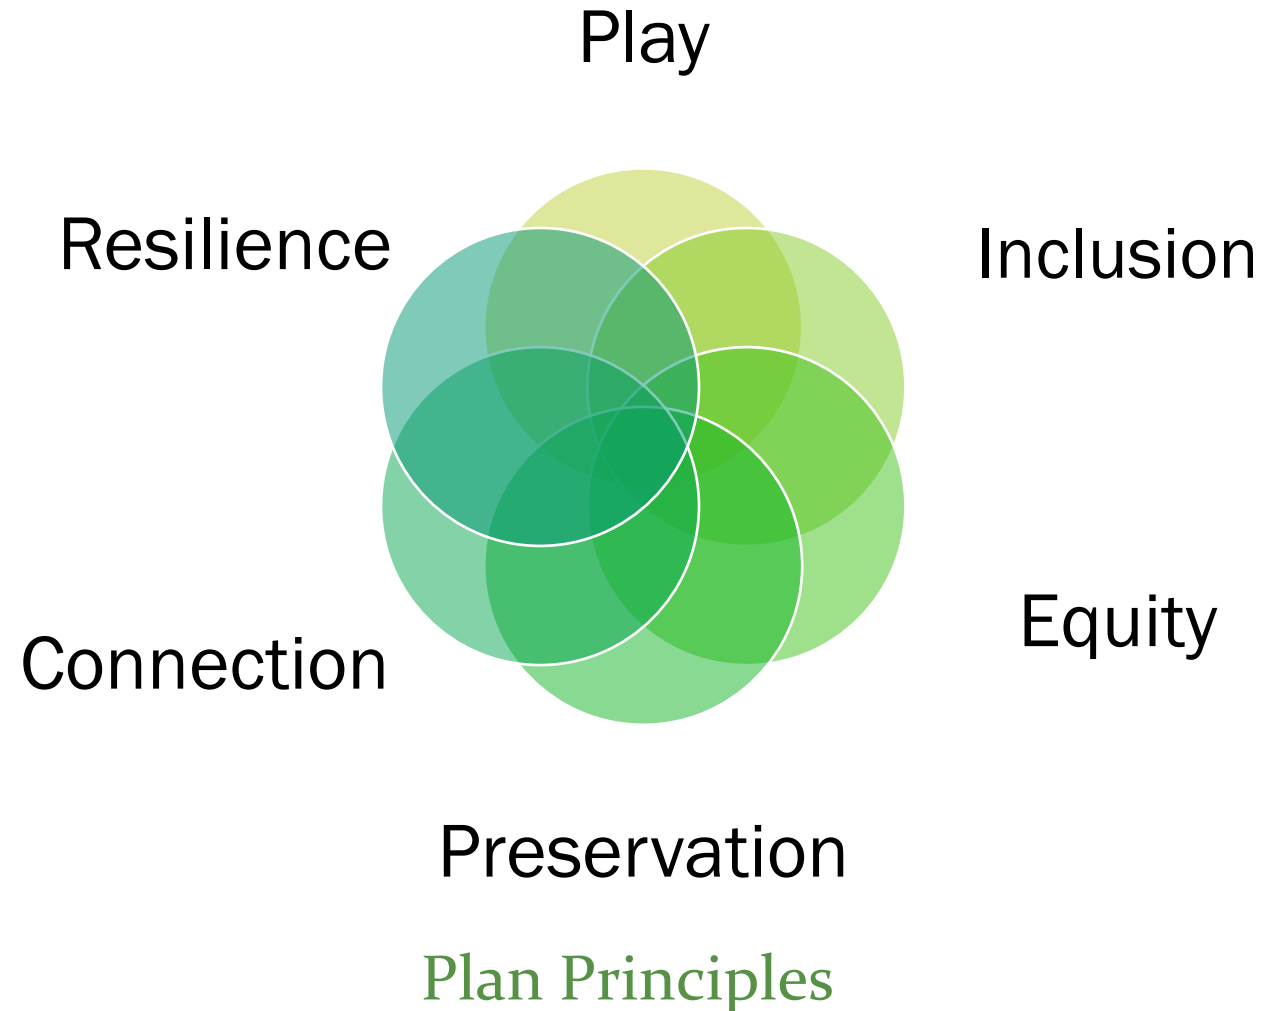 Play
Resilience
Inclusion
Equity
Connection
Preservation
Plan Principles